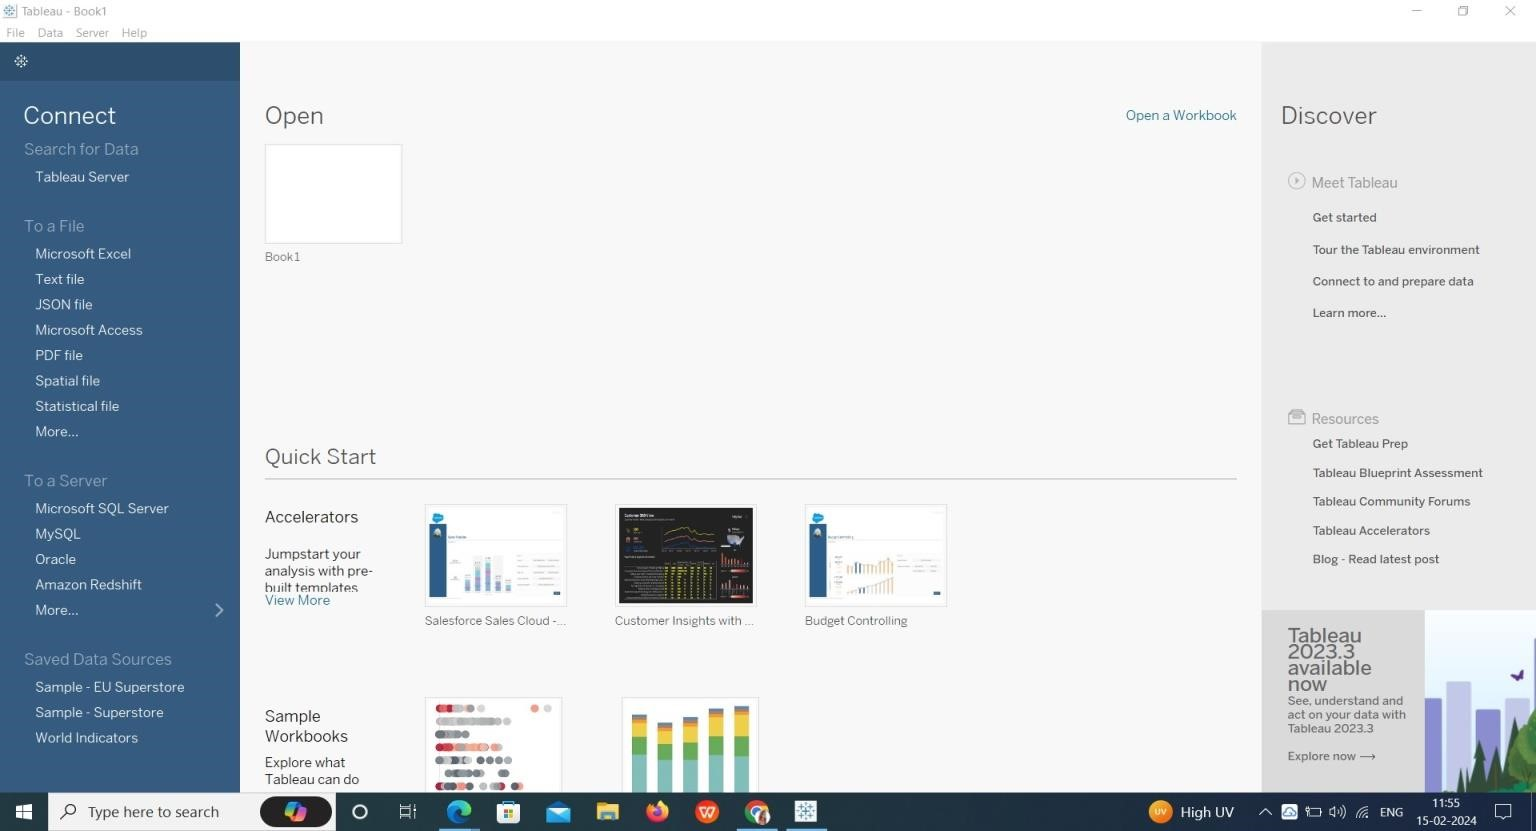 Tableau - Book1
File Data Server Help
Connect
Search for Data
Tableau Server
To a File
Microsoft Excel
Text file
JSON file
Microsoft Access
PDF file
Spatial file
Statistical file
More...
To a Server
Microsoft SQL Server
MySQL
Oracle
Amazon Redshift
More...
Saved Data Sources
Sample - EU Superstore
Sample - Superstore
World Indicators
Open
Open a Workbook
Book1
Quick Start
Accelerators
Jumpstart your
analysis with pre-
built templates
View More
Salesforce Sales Cloud -...
Customer Insights with ...
Budget Controlling
Sample
Workbooks
Explore what
Tableau can do
Discover
Meet Tableau
Get started
Tour the Tableau environment
Connect to and prepare data
Learn more...
Resources
Get Tableau Prep
Tableau Blueprint Assessment
Tableau Community Forums
Tableau Accelerators
Blog - Read latest post
Tableau
2023.3
available
now
See, understand and
act on your data with
Tableau 2023.3
Explore now →
Type here to search
UV
High UV
ENG
11:55
15-02-2024